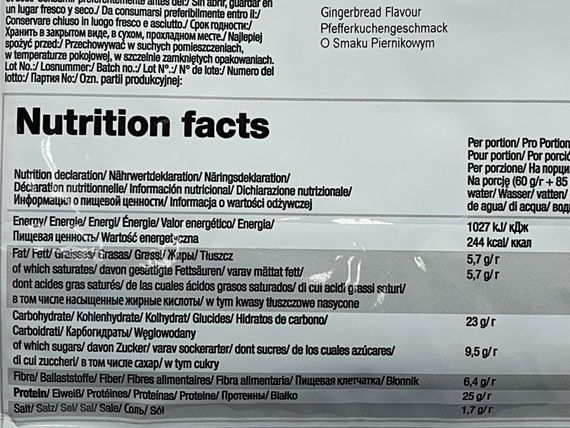 un lugar fresco y seco./ Da consumarsi preferibilmente entro il:/
Conservare chiuso in luogo fresco e asciutto./ Срок годности:/
Хранить в закрытом виде, в сухом, прохладном месте./ Najlepiej
spożyć przed:/ Przechowywać w suchych pomieszczeniach,
w temperaturze pokojowej, w szczelnie zamkniętych opakowaniach.
Lot No.:/ Losnummer:/ Batch no.:/ Lot N°.:/ N° de lote:/ Numero del
lotto:/ Партия No:/ Ozn. partii produkcyjnej:
Gingerbread Flavour
Pfefferkuchengeschmack
O Smaku Piernikowym
Nutrition facts
Per portion/ Pro Portion
Pour portion/ Por porció
Per porzione/ На порци
Na porcję (60 g/г + 85
water/ Wasser/ vatten/
de agua/ di acqua/ вод
Nutrition declaration/ Nährwertdeklaration/ Näringsdeklaration/
Déclaration nutritionnelle/ Información nutricional/ Dichiarazione nutrizionale/
Информация о пищевой ценности/ Informacja o wartości odżywczej
Energy/ Energie/ Energi/ Énergie/ Valor energético/ Energia/ 1027 kJ/ кДж
Пищевая ценность/ Wartość energetyczna 244 kcal/ ккал
Fat/ Fett/ Graisses/ Grasas/ Grassi/ Жиры/ Tłuszcz 5,7 g/г
of which saturates/ davon gesättigte Fettsäuren/ varav mättat fett/ 5,7 g/г
dont acides gras saturés/ de las cuales ácidos grasos saturados/ di cui acidi grassi saturi/
в том числе насыщенные жирные кислоты/ w tym kwasy tłuszczowe nasycone
Carbohydrate/ Kohlenhydrate/ Kolhydrat/ Glucides/ Hidratos de carbono/ 23 g/г
Carboidrati/ Карбогидраты/ Węglowodany
of which sugars/ davon Zucker/ varav sockerarter/ dont sucres/ de los cuales azúcares/ 9,5 g/г
di cui zuccheri/ в том числе сахар/ w tym cukry
Fibre/ Ballaststoffe/ Fiber/ Fibres alimentaires/ Fibra alimentaria/ Пищевая клетчатка/ Błonnik 6,4 g/г
Protein/ Eiweiß/ Protéines/ Proteínas/ Proteine/ Протеины/ Białko 25 g/г
Salt/ Salz/ Sel/ Sal/ Sale/ Соль/ Sól 1,7 g/г